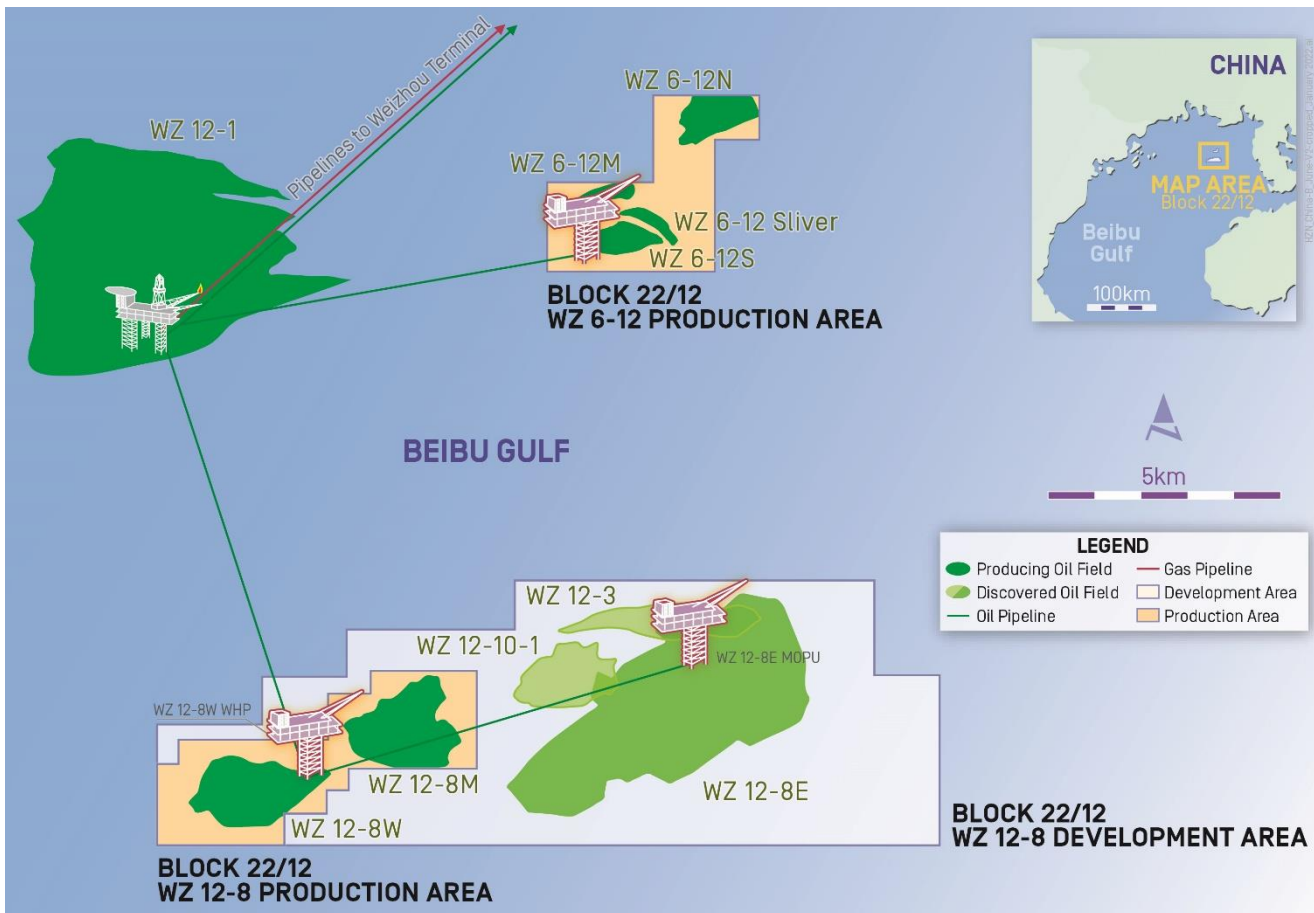 WZ 12-1
Pipelines to Weizhou Terminal
WZ 6-12N
WZ 6-12M
WZ 6-12 Sliver
WZ 6-12S
BLOCK 22/12
WZ 6-12 PRODUCTION AREA
CHINA
MAP AREA
Block 22/12
Beibu
Gulf
100km
BEIBU GULF
5km
LEGEND
Producing Oil Field
Gas Pipeline
Discovered Oil Field
Development Area
Oil Pipeline
Production Area
WZ 12-3
WZ 12-10-1
WZ 12-8E MOPU
WZ 12-8W WHP
WZ 12-8M
WZ 12-8E
WZ 12-8W
BLOCK 22/12
WZ 12-8 DEVELOPMENT AREA
BLOCK 22/12
WZ 12-8 PRODUCTION AREA